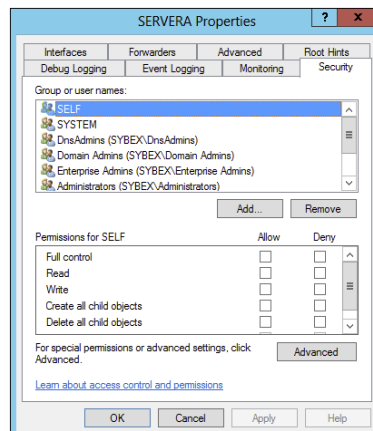 SERVERA Properties
? x
Interfaces Forwarders Advanced Root Hints
Debug Logging Event Logging Monitoring Security
Group or user names:
SELF
SYSTEM
DnsAdmins (SYBEX\DnsAdmins)
Domain Admins (SYBEX\Domain Admins)
Enterprise Admins (SYBEX\Enterprise Admins)
Administrators (SYBEX\Administrators)
Add... Remove
Permissions for SELF Allow Deny
Full control
Read
Write
Create all child objects
Delete all child objects
For special permissions or advanced settings, click
Advanced. Advanced
Learn about access control and permissions
OK Cancel Apply Help